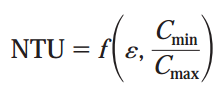 NTU = f(ε, C_min/C_max)